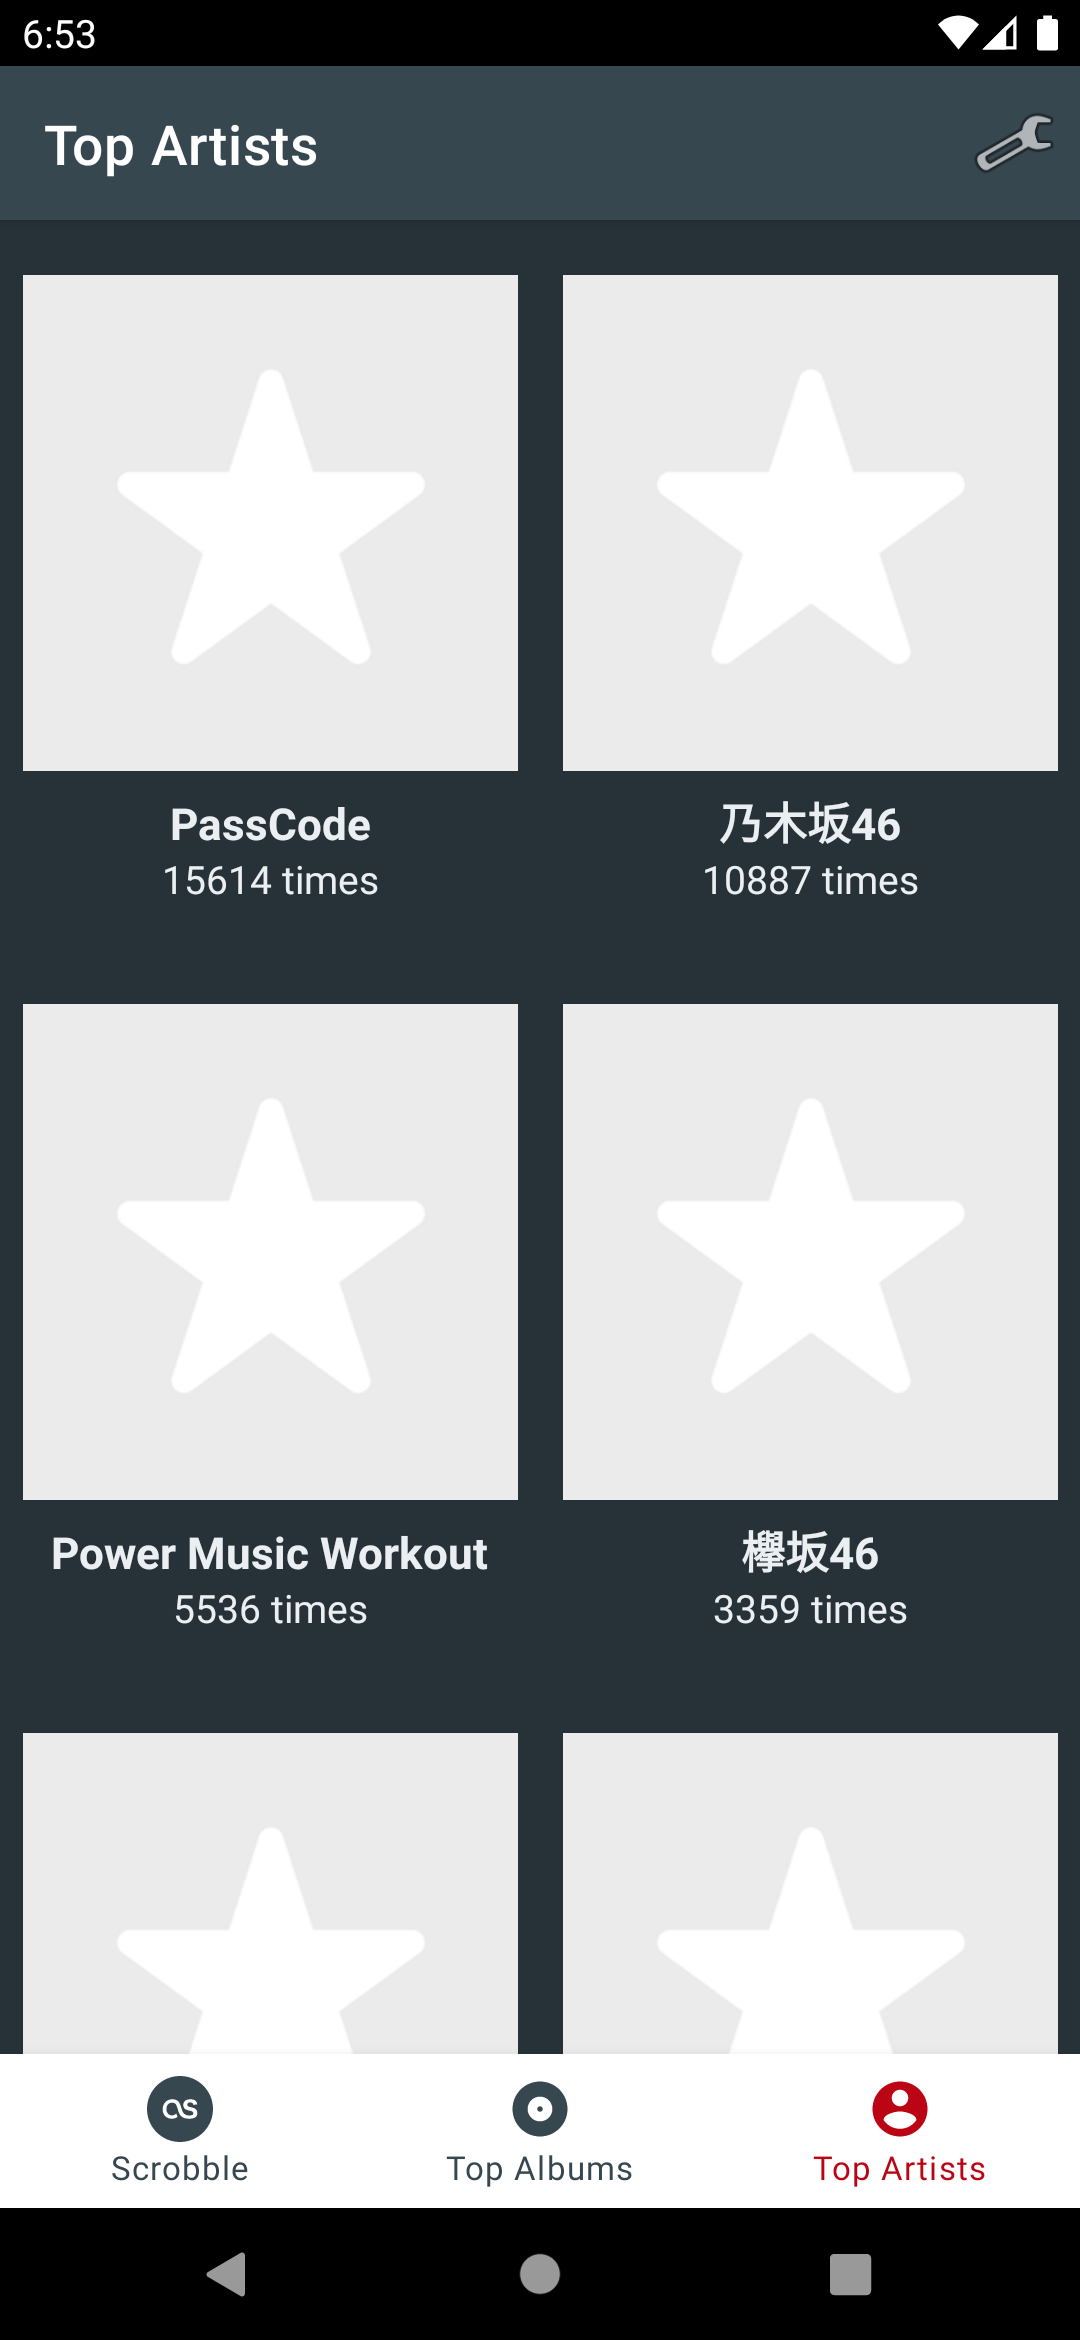 6:53
Top Artists
PassCode
15614 times
乃木坂46
10887 times
Power Music Workout
5536 times
欅坂46
3359 times
Scrobble
Top Albums
Top Artists